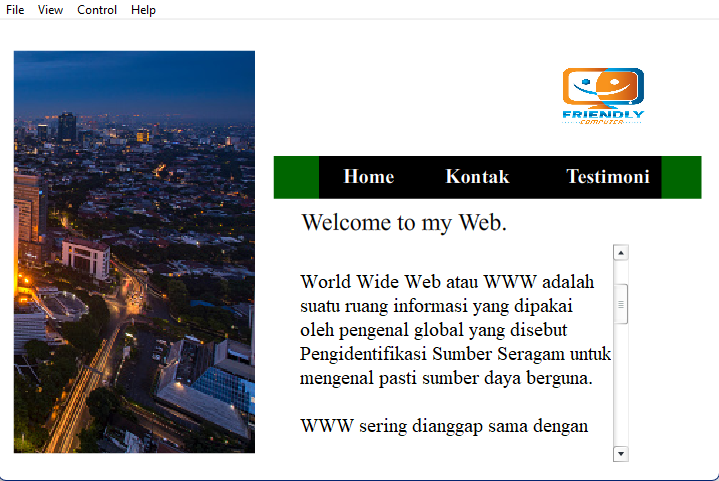 File View Control Help
FRIENDLY
COMPUTER
Home Kontak Testimoni
Welcome to my Web.
World Wide Web atau WWW adalah
suatu ruang informasi yang dipakai
oleh pengenal global yang disebut
Pengidentifikasi Sumber Seragam untuk
mengenal pasti sumber daya berguna.
WWW sering dianggap sama dengan